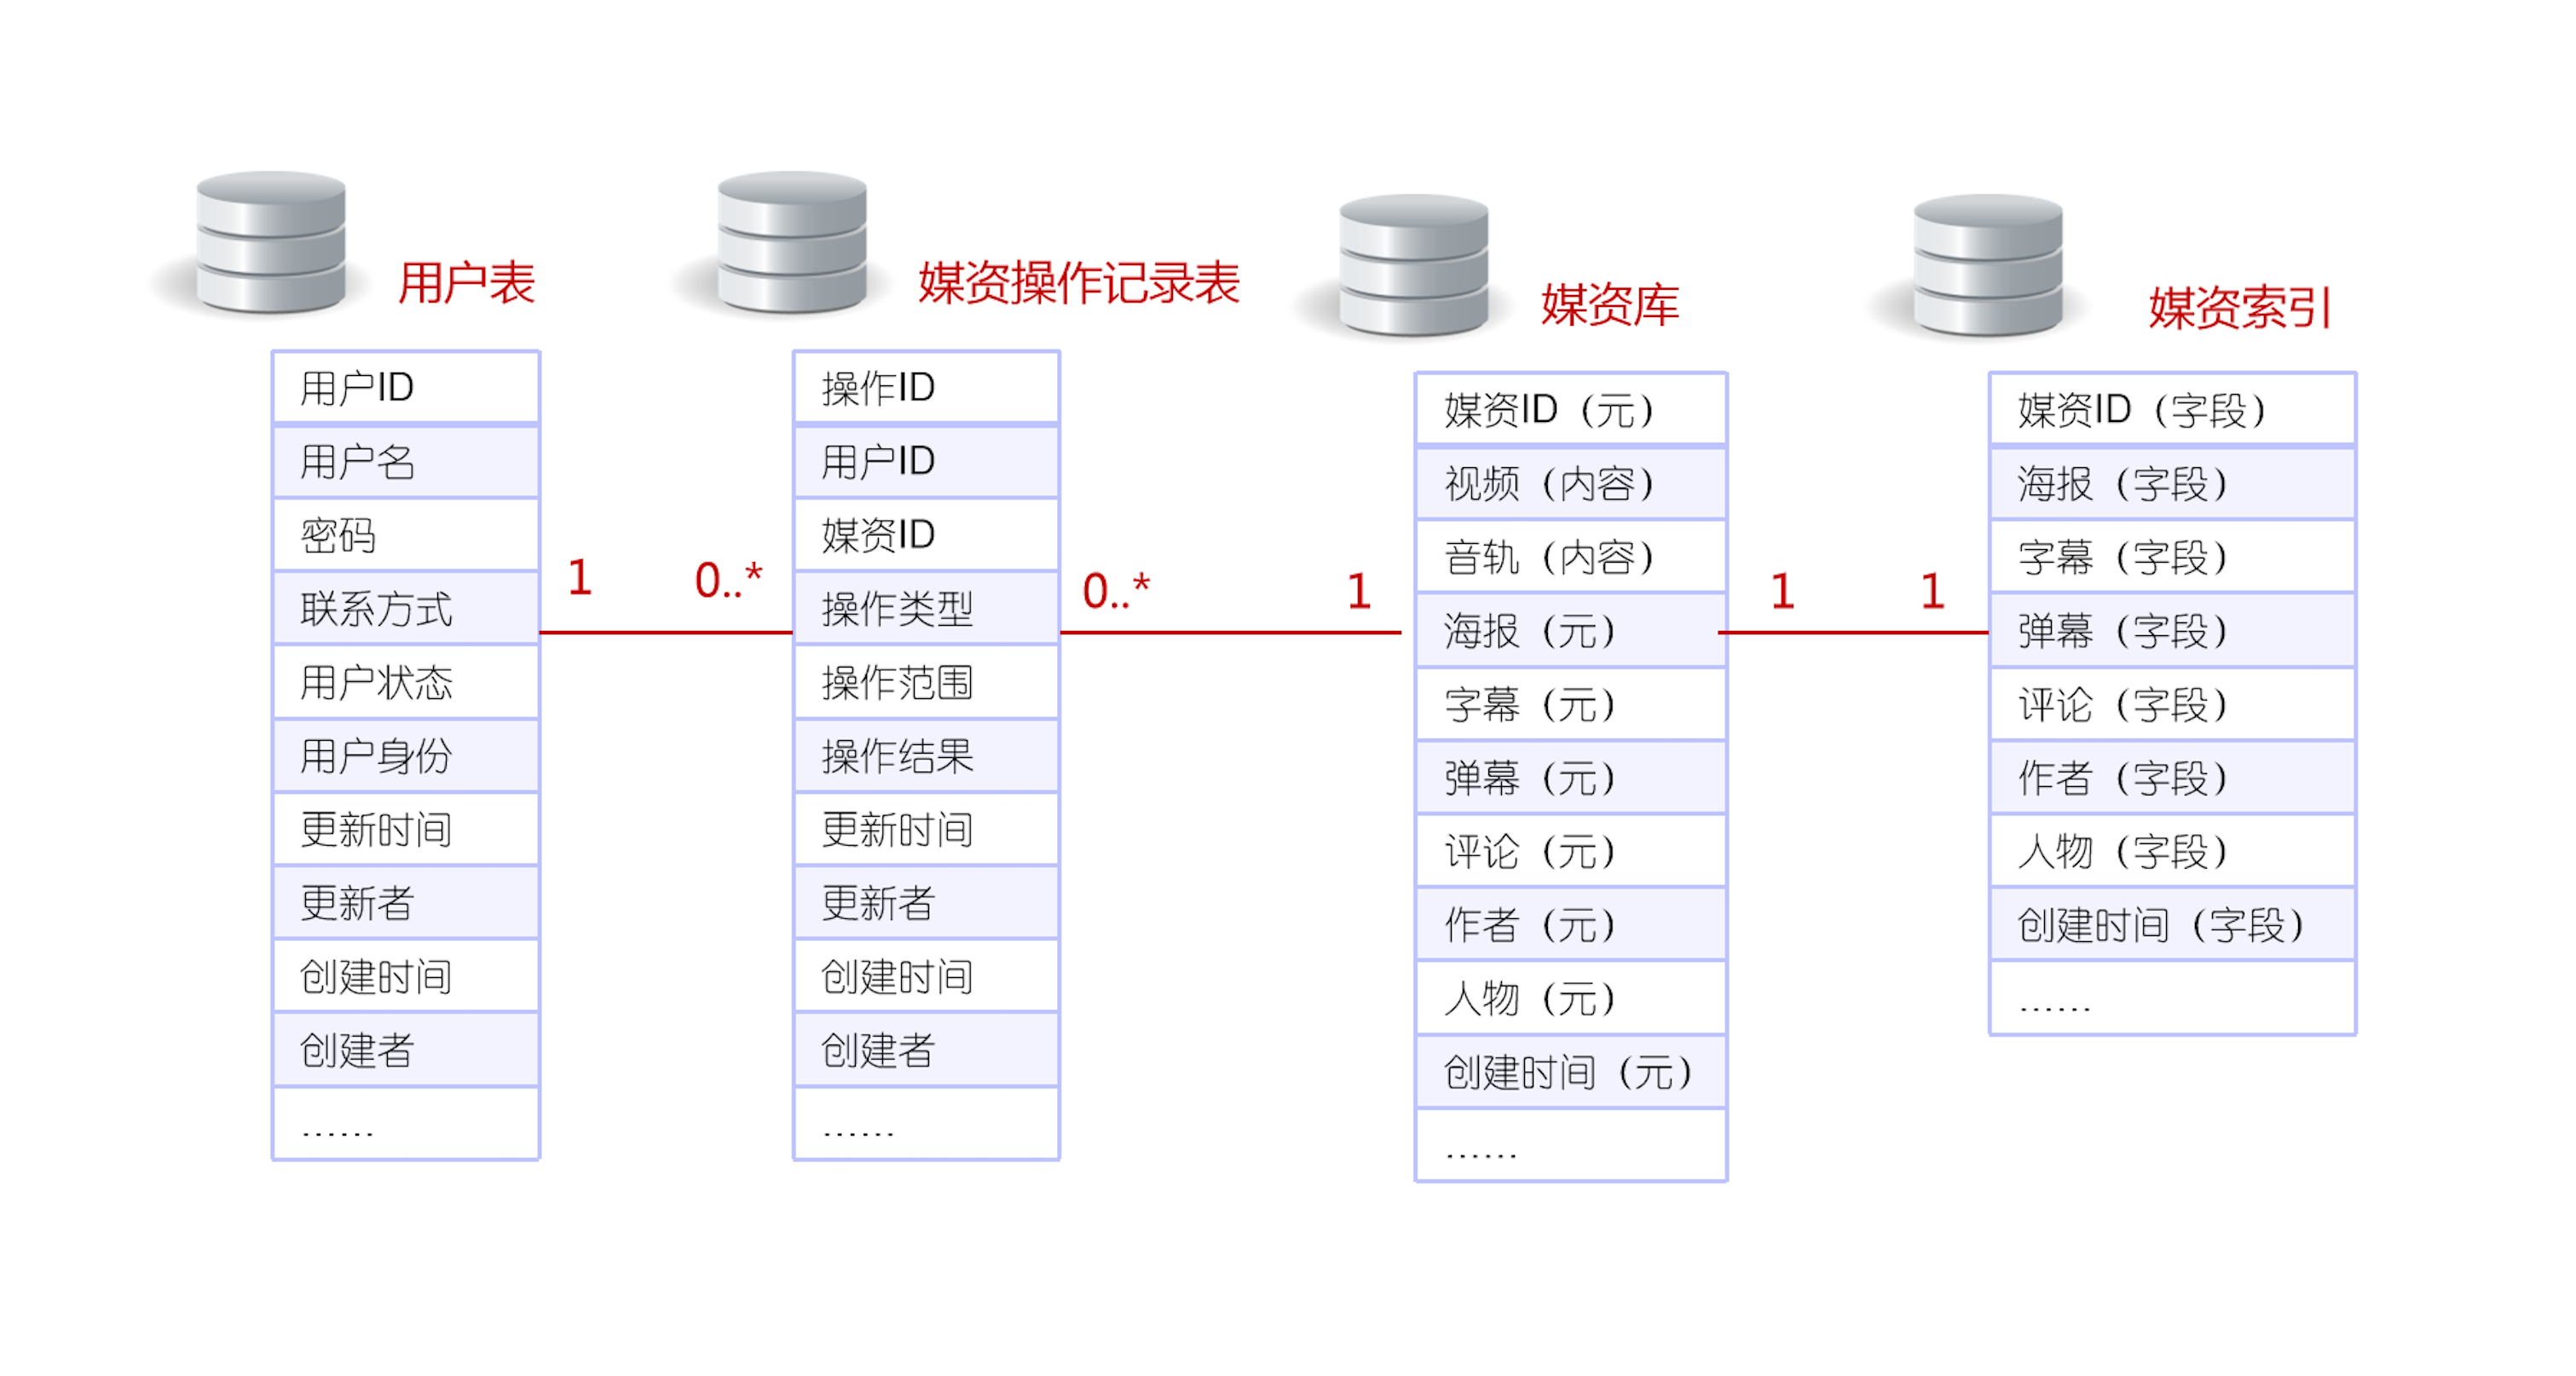 用户表
用户ID
用户名
密码
联系方式
用户状态
用户身份
更新时间
更新者
创建时间
创建者
......
1
0..*
媒资操作记录表
操作ID
用户ID
媒资ID
操作类型
操作范围
操作结果
更新时间
更新者
创建时间
创建者
......
0..*
1
媒资库
媒资ID（元）
视频（内容）
音轨（内容）
海报（元）
字幕（元）
弹幕（元）
评论（元）
作者（元）
人物（元）
创建时间（元）
......
1
1
媒资索引
媒资ID（字段）
海报（字段）
字幕（字段）
弹幕（字段）
评论（字段）
作者（字段）
人物（字段）
创建时间（字段）
......